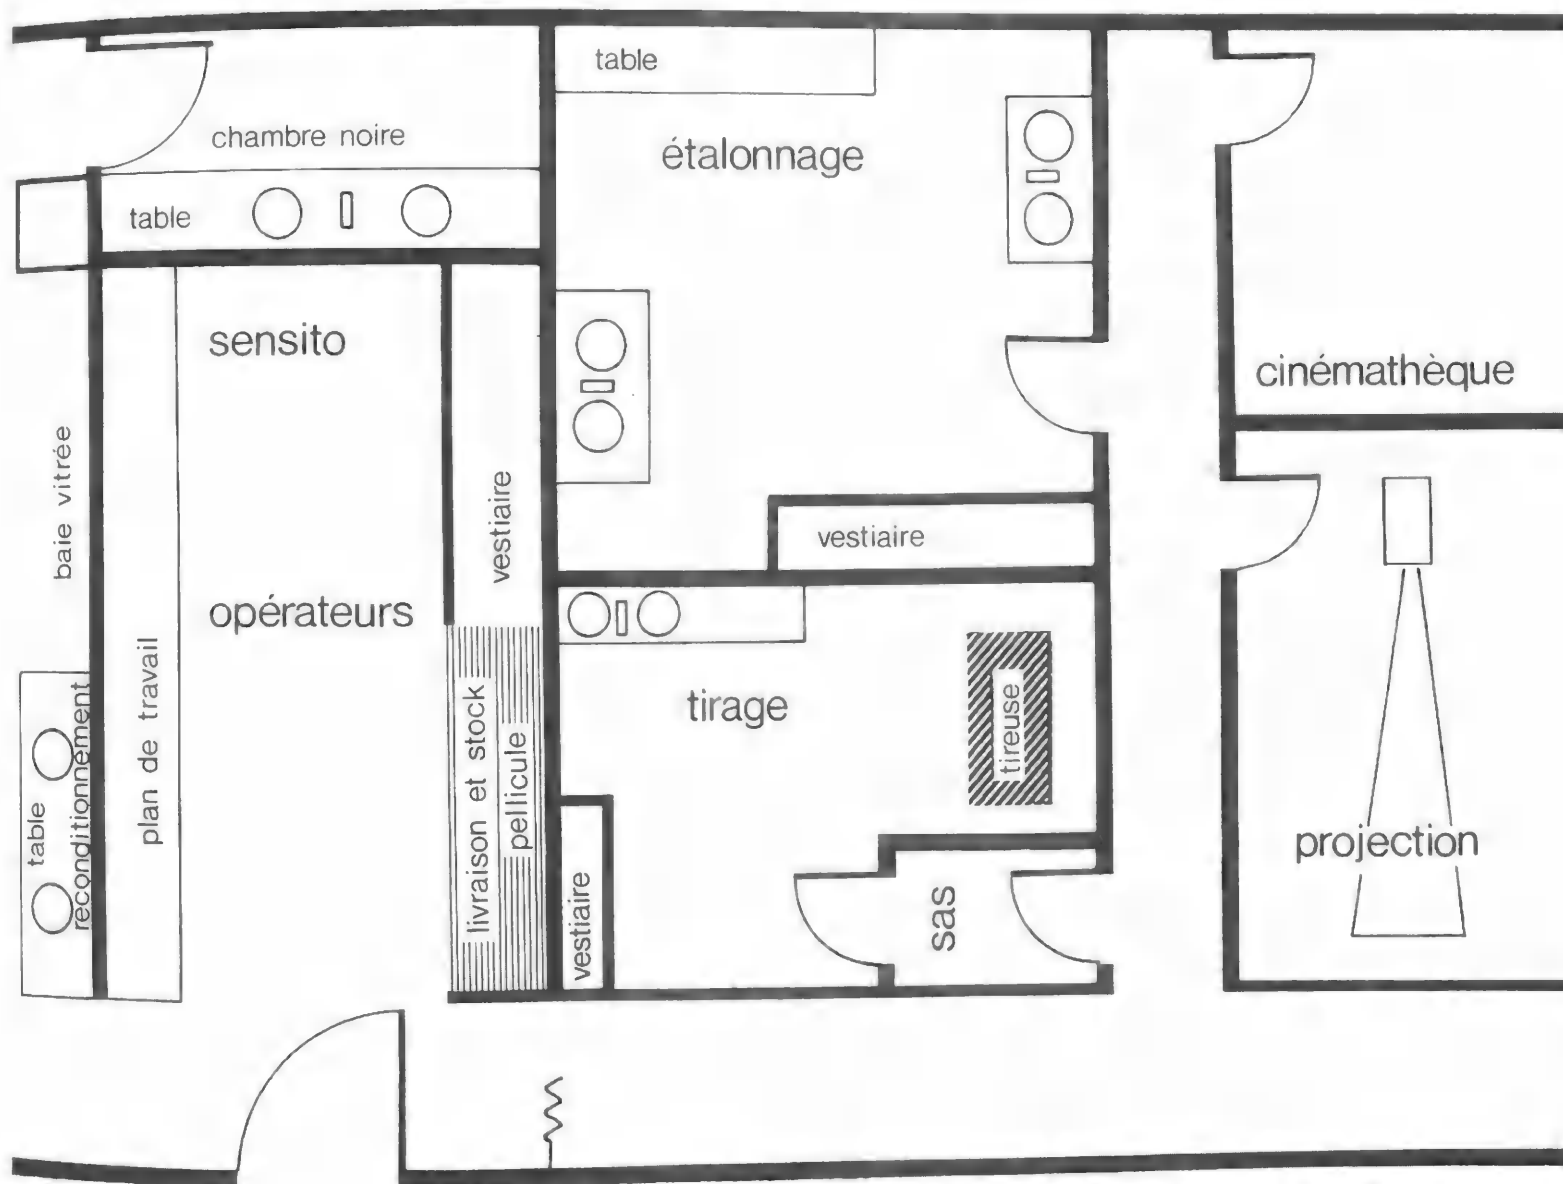 table
chambre noire
étalonnage
table
sensito
cinémathèque
baie vitrée
vestiaire
vestiaire
opérateurs
plan de travail
livraison et stock
pellicule
tirage
tireuse
table
reconditionnément
projection
vestiaire
sas